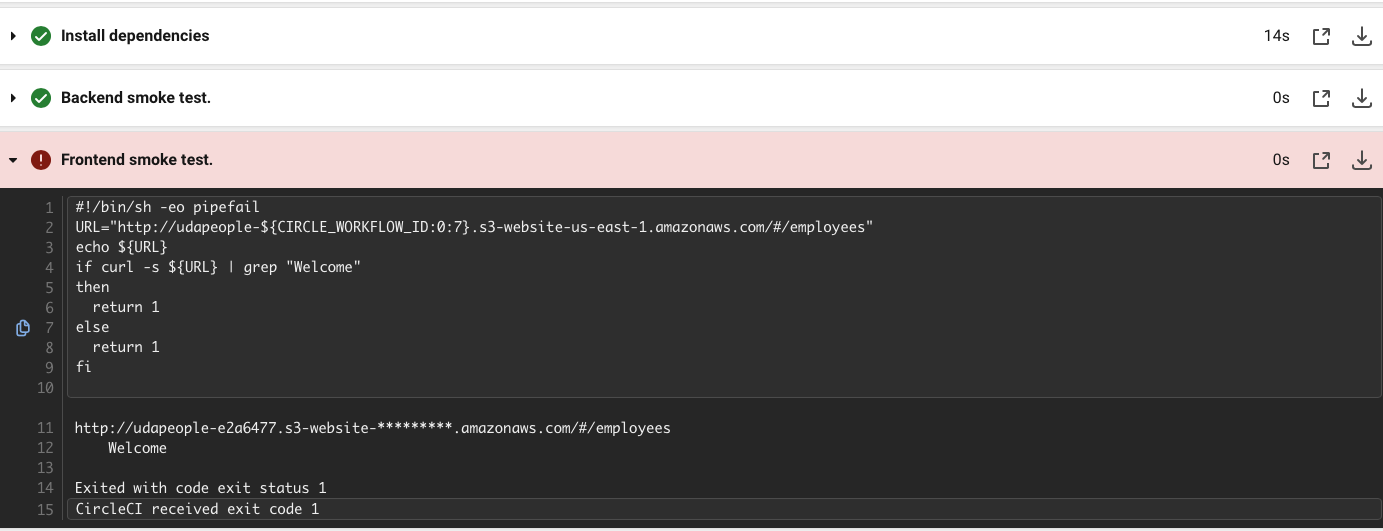 Install dependencies 14s
Backend smoke test. 0s
Frontend smoke test. 0s
1 #!/bin/sh -eo pipefail
2 URL="http://udapeople-${CIRCLE_WORKFLOW_ID:0:7}.s3-website-us-east-1.amazonaws.com/#/employees"
3 echo ${URL}
4 if curl -s ${URL} | grep "Welcome"
5 then
6   return 1
7 else
8   return 1
9 fi
10
11 http://udapeople-e2a6477.s3-website-*********.amazonaws.com/#/employees
12     Welcome
13
14 Exited with code exit status 1
15 CircleCI received exit code 1